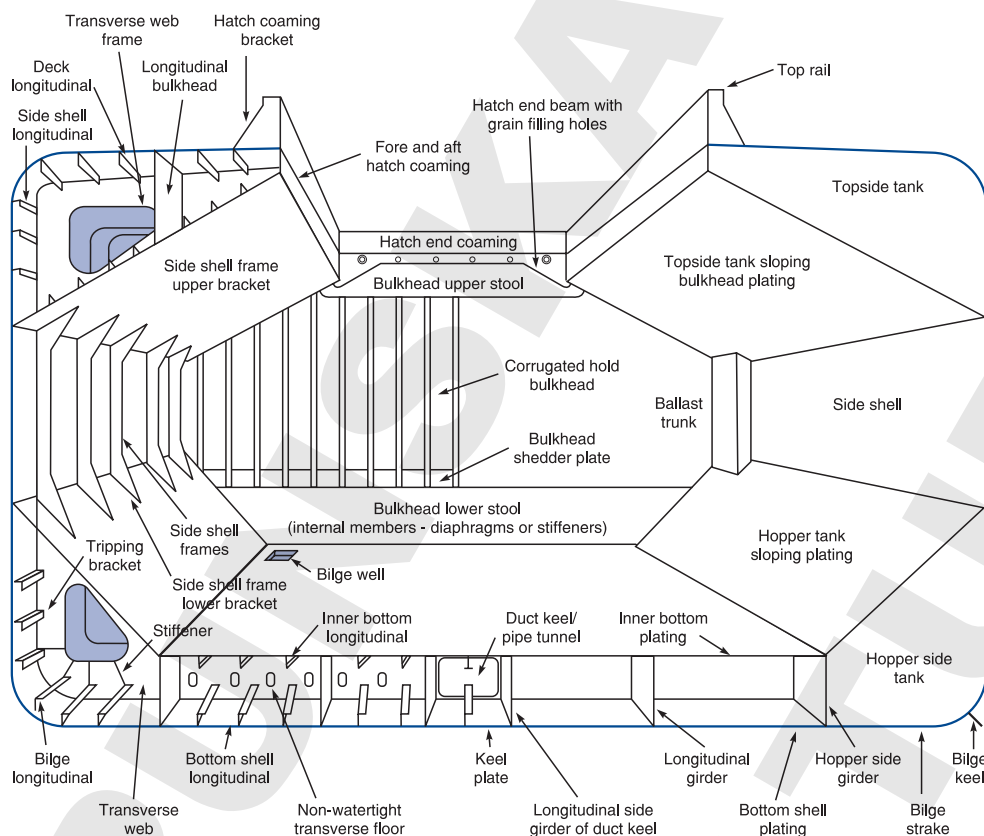 Transverse web
frame
Hatch coaming
bracket
Deck
longitudinal
Longitudinal
bulkhead
Side shell
longitudinal
Top rail
Hatch end beam with
grain filling holes
Fore and aft
hatch coaming
Topside tank
Hatch end coaming
Bulkhead upper stool
Side shell frame
upper bracket
Topside tank sloping
bulkhead plating
Corrugated hold
bulkhead
Ballast
trunk
Side shell
Bulkhead
shedder plate
Bulkhead lower stool
(internal members - diaphragms or stiffeners)
Side shell
frames
Hopper tank
sloping plating
Tripping
bracket
Bilge well
Side shell frame
lower bracket
Inner bottom
longitudinal
Duct keel/
pipe tunnel
Inner bottom
plating
Stiffener
Hopper side
tank
Bilge
longitudinal
Bottom shell
longitudinal
Keel
plate
Longitudinal
girder
Hopper side
girder
Bilge
keel
Transverse
web
Non-watertight
transverse floor
Longitudinal side
girder of duct keel
Bottom shell
plating
Bilge
strake